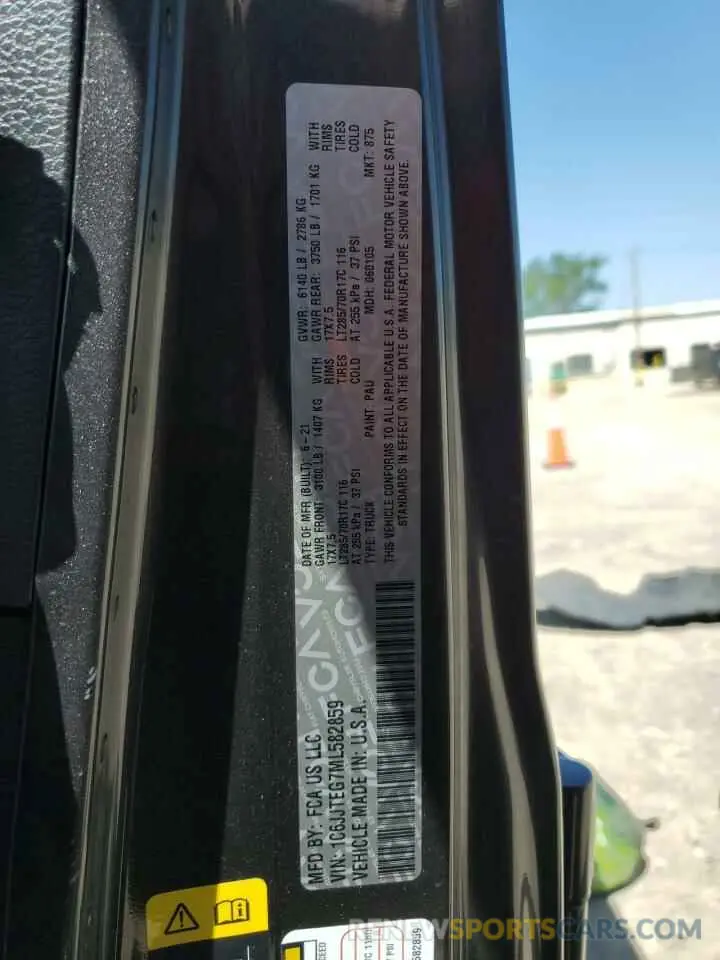 MFD BY: FCA US LLC
DATE OF MFR (BUILT): 6-21
GVWR: 6140 LB / 2786 KG
GAWR FRONT 3100 LB / 1407 KG WITH
GAWR REAR: 3750 LB / 1701 KG WITH
17X7.5 RIMS
17X7.5 RIMS
LT285/70R17C 116 TIRES
LT285/70R17C 116 TIRES
AT 255 kPa / 37 PSI COLD
AT 255 kPa / 37 PSI COLD
VIN: 1C6JJTEG7ML582859
TYPE: TRUCK PAINT: PAU MDH: 060105 MKT: 875
VEHICLE MADE IN: U.S.A.
THIS VEHICLE CONFORMS TO ALL APPLICABLE U.S.A. FEDERAL MOTOR VEHICLE SAFETY
STANDARDS IN EFFECT ON THE DATE OF MANUFACTURE SHOWN ABOVE.
RENEWSPORTSCARS.COM